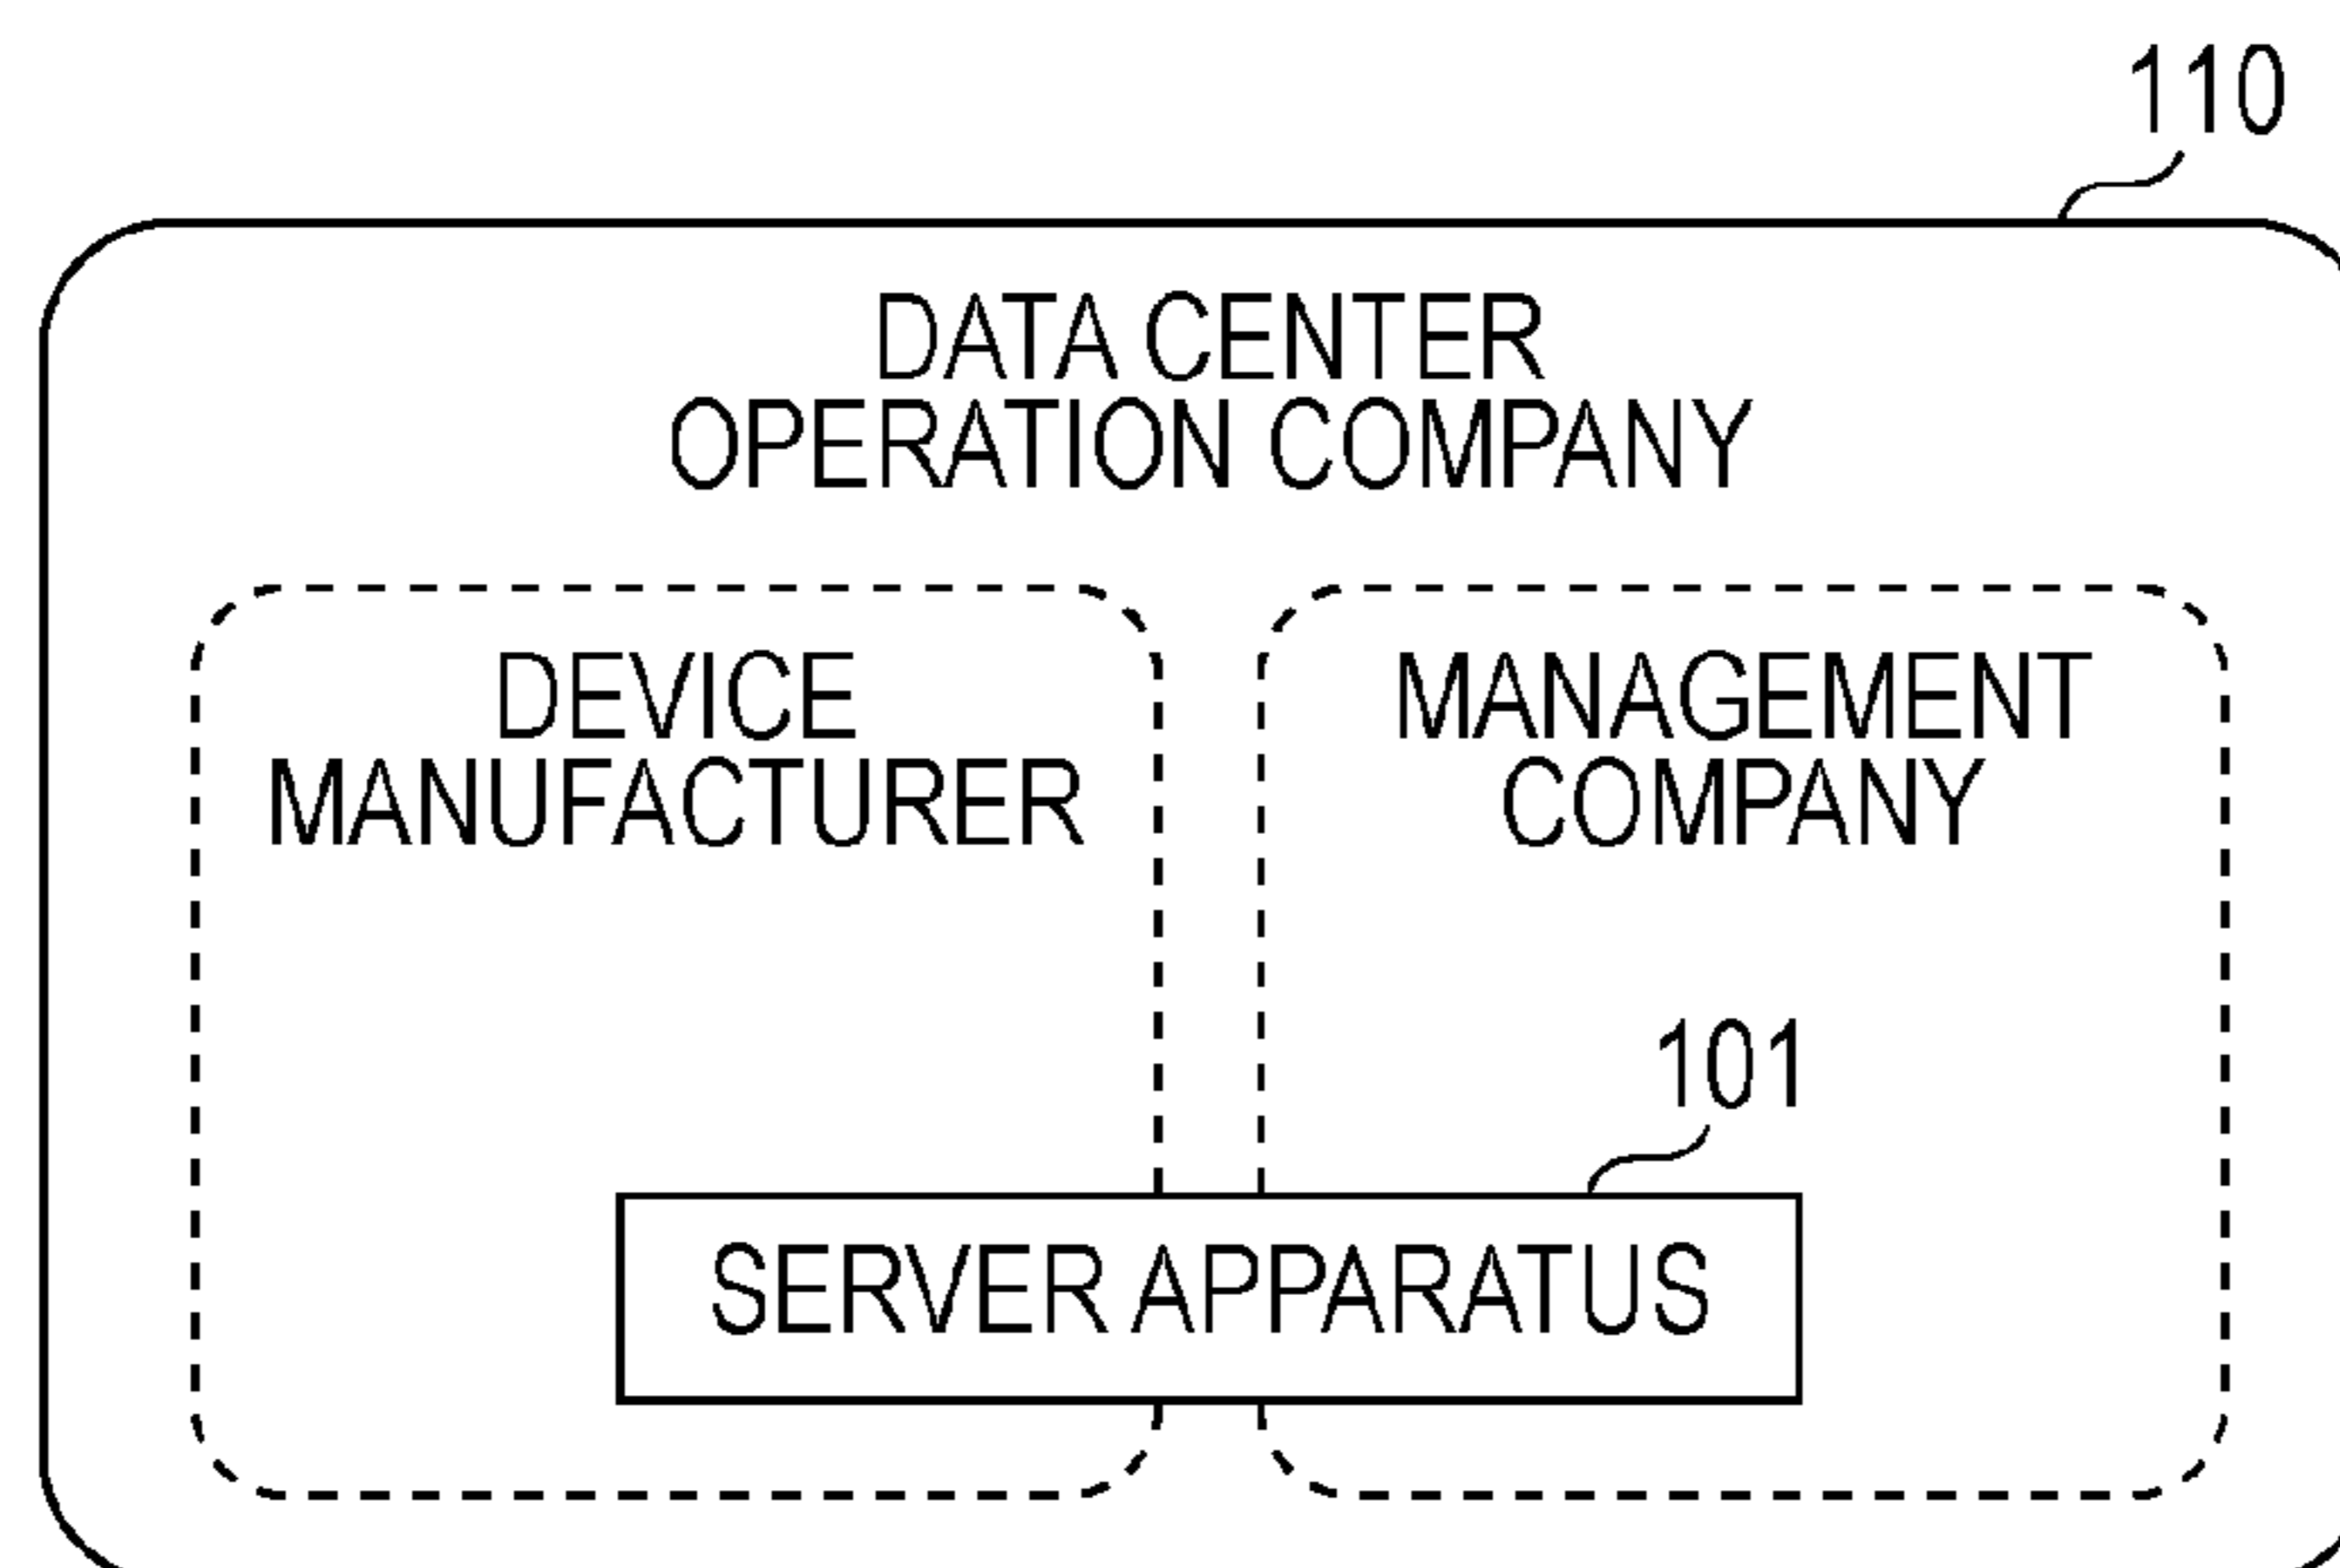 110
DATA CENTER
OPERATION COMPANY
DEVICE
MANUFACTURER
MANAGEMENT
COMPANY
101
SERVER APPARATUS